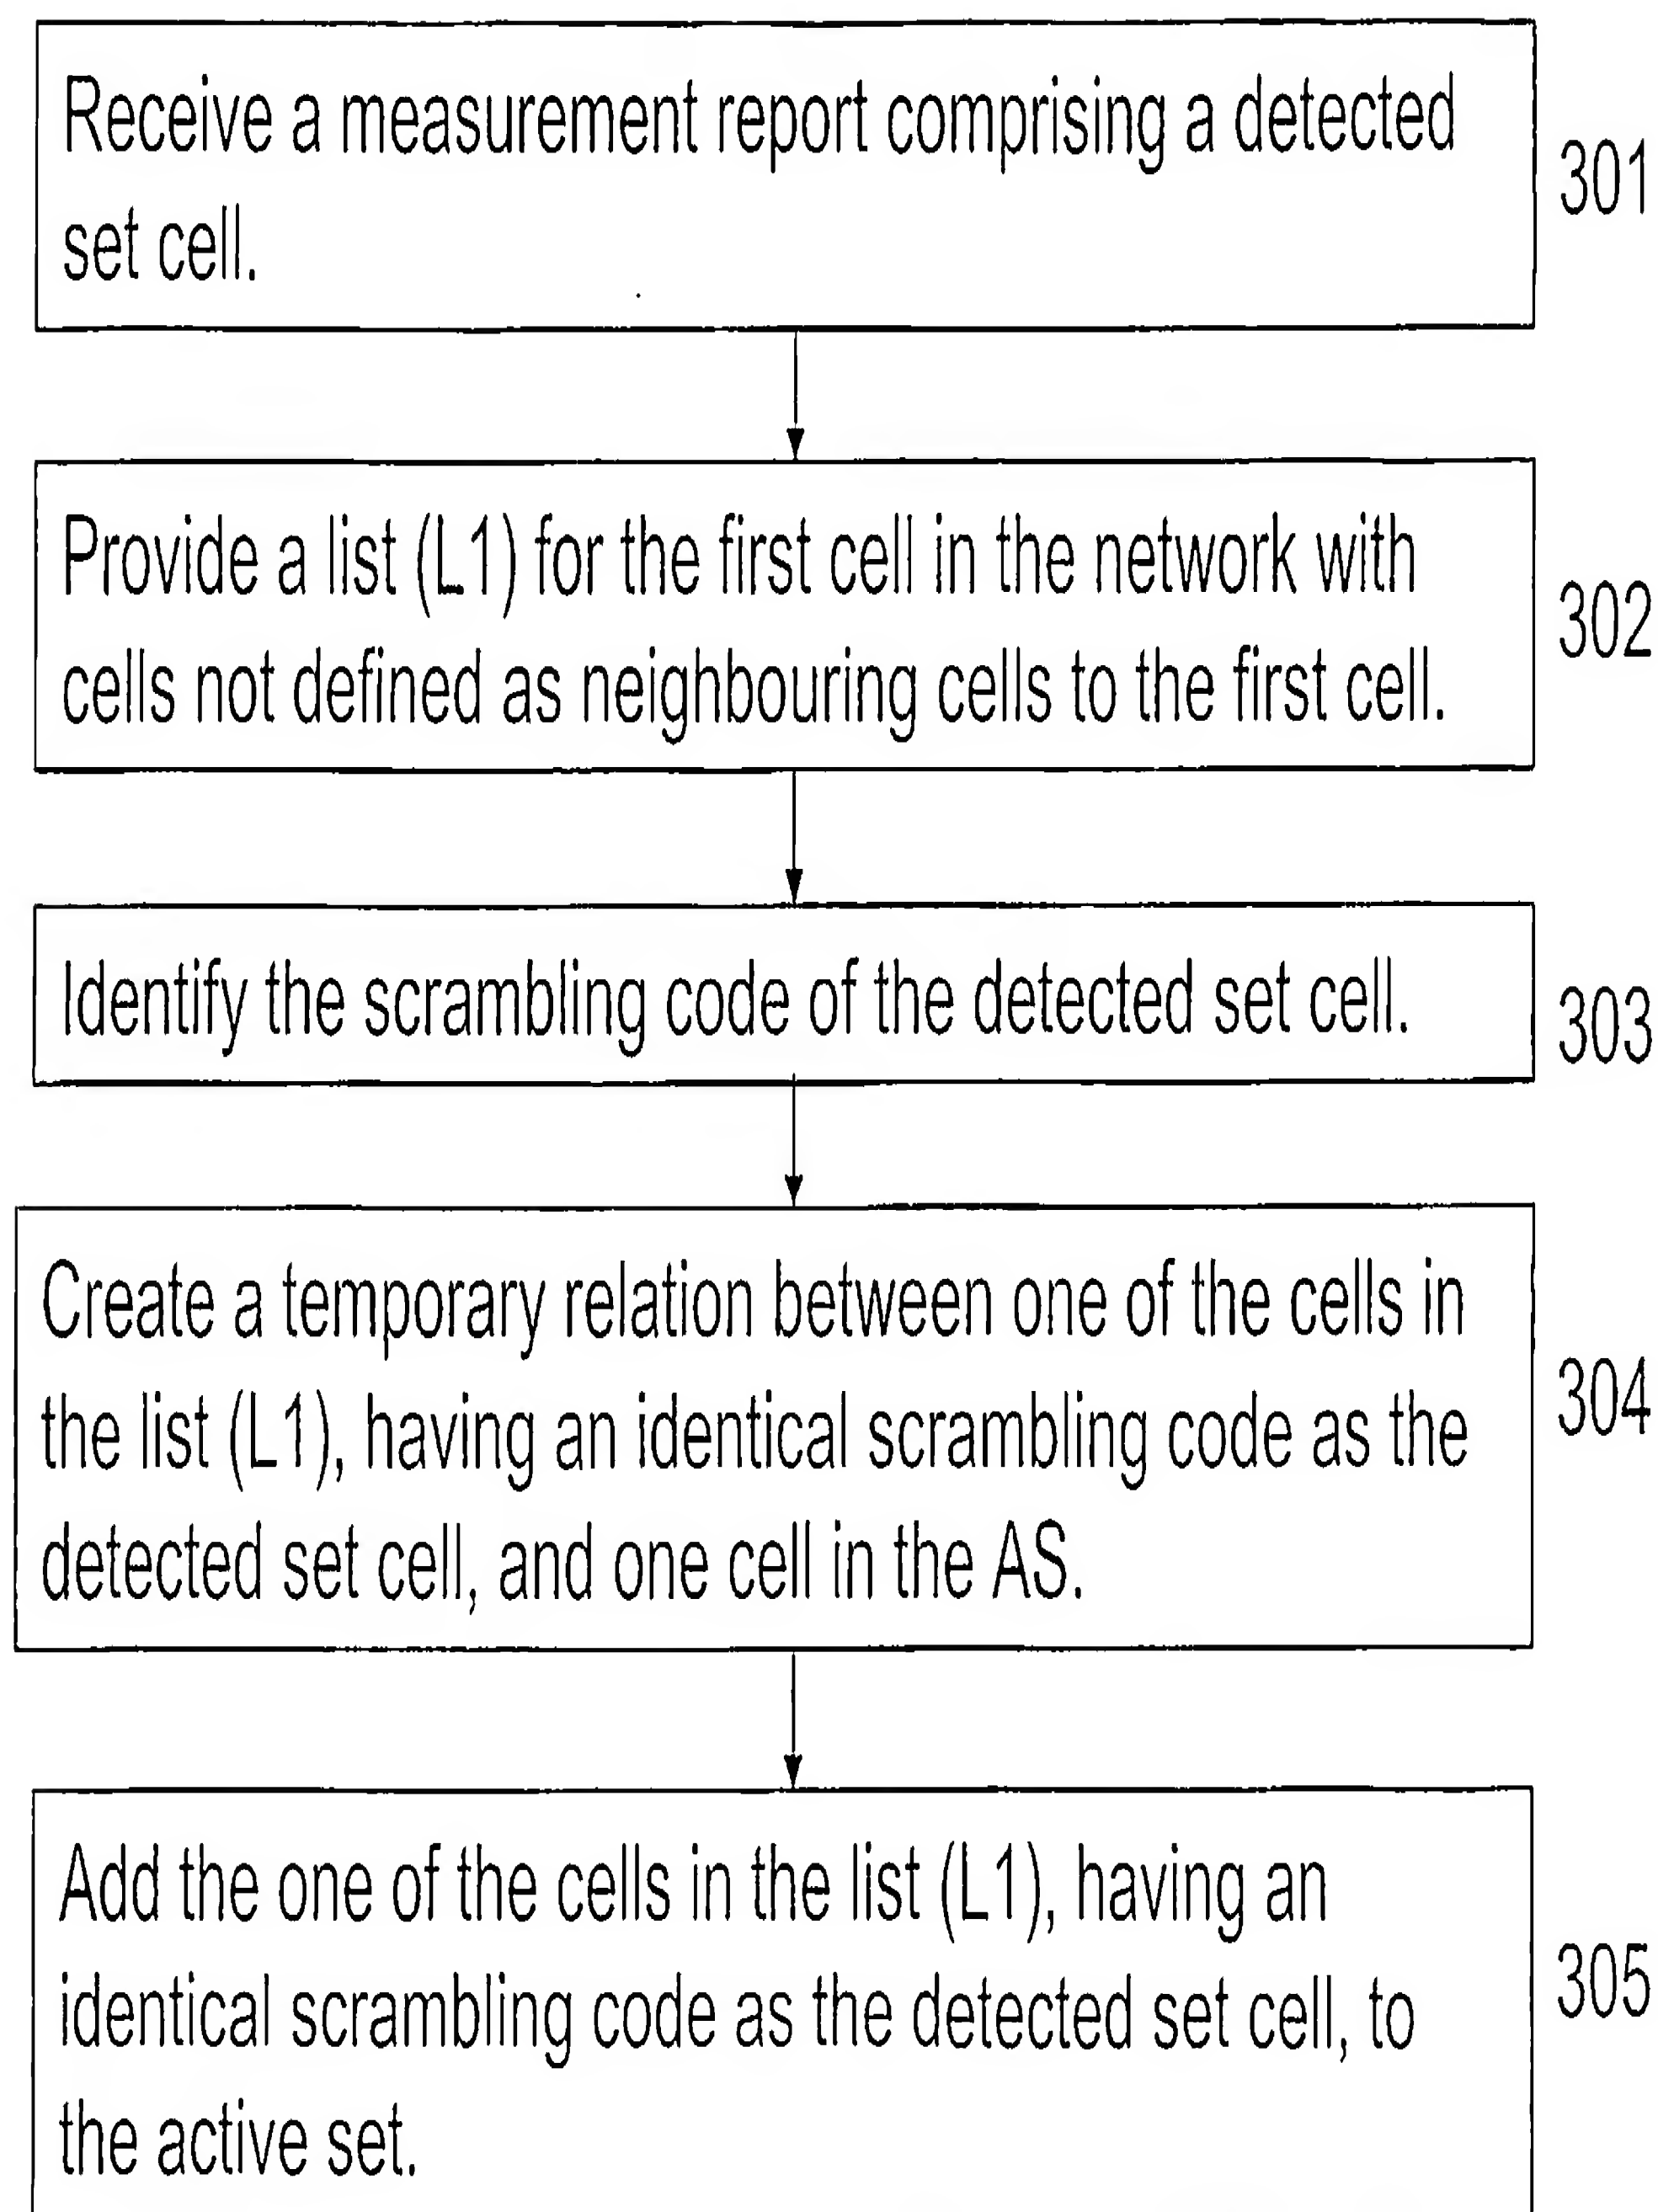 Receive a measurement report comprising a detected
set cell.
301
Provide a list (L1) for the first cell in the network with
cells not defined as neighbouring cells to the first cell.
302
Identify the scrambling code of the detected set cell.
303
Create a temporary relation between one of the cells in
the list (L1), having an identical scrambling code as the
detected set cell, and one cell in the AS.
304
Add the one of the cells in the list (L1), having an
identical scrambling code as the detected set cell, to
the active set.
305